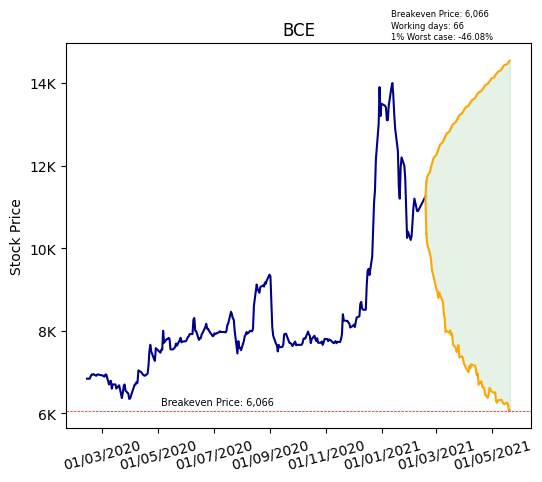 Breakeven Price: 6,066
Working days: 66
1% Worst case: -46.08%
BCE
Stock Price
14K
12K
10K
8K
6K
Breakeven Price: 6,066
01/03/2020
01/05/2020
01/07/2020
01/09/2020
01/11/2020
01/01/2021
01/03/2021
01/05/2021